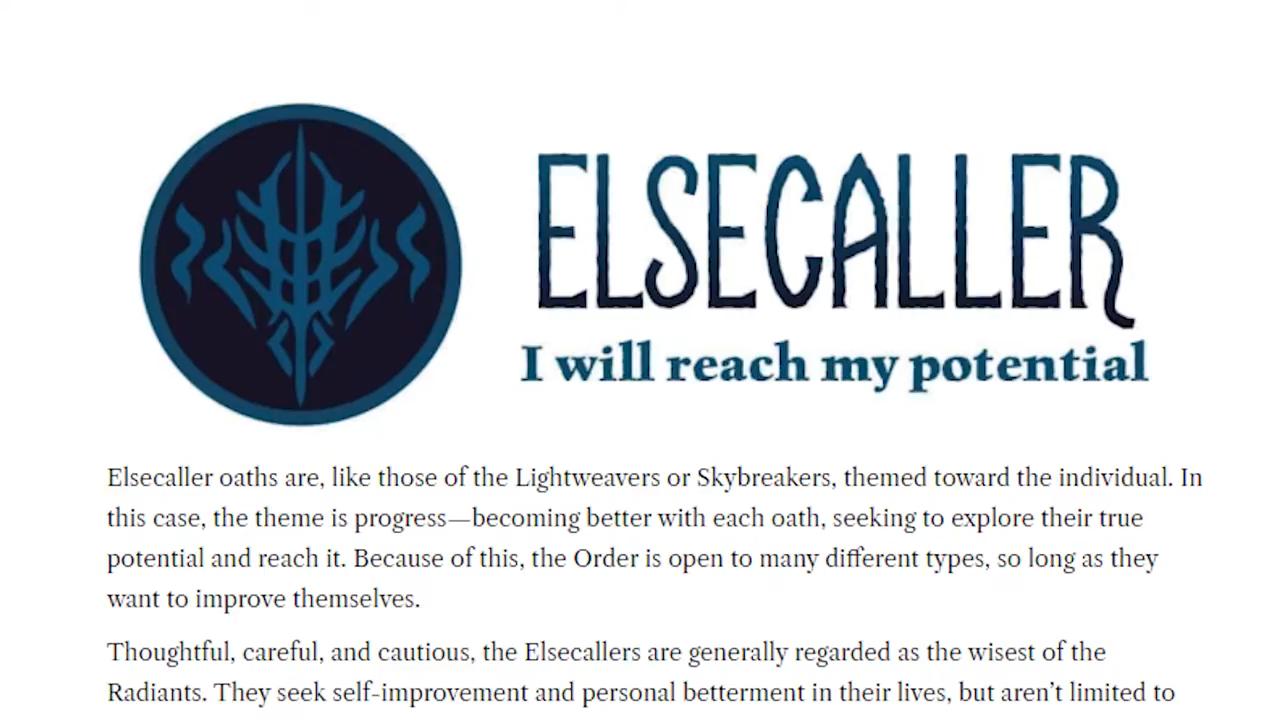 ELSECALLER
I will reach my potential
Elsecaller oaths are, like those of the Lightweavers or Skybreakers, themed toward the individual. In
this case, the theme is progress—becoming better with each oath, seeking to explore their true
potential and reach it. Because of this, the Order is open to many different types, so long as they
want to improve themselves.
Thoughtful, careful, and cautious, the Elsecallers are generally regarded as the wisest of the
Radiants. They seek self-improvement and personal betterment in their lives, but aren’t limited to